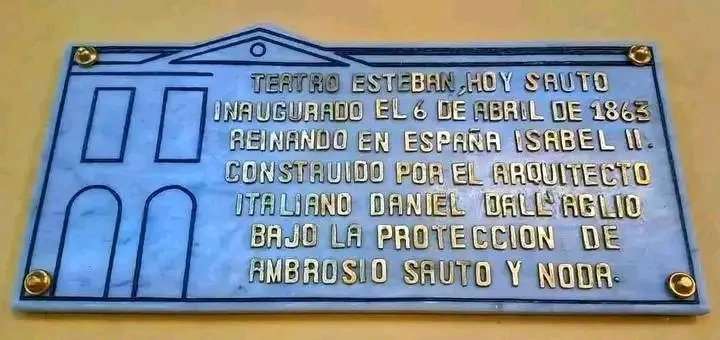 TEATRO ESTEBAN, HOY SAUTO
INAUGURADO EL 6 DE ABRIL DE 1863
REINANDO EN ESPAÑA ISABEL II.
CONSTRUIDO POR EL ARQUITECTO
ITALIANO DANIEL DALL'AGLIO
BAJO LA PROTECCION DE
AMBROSIO SAUTO Y NODA.